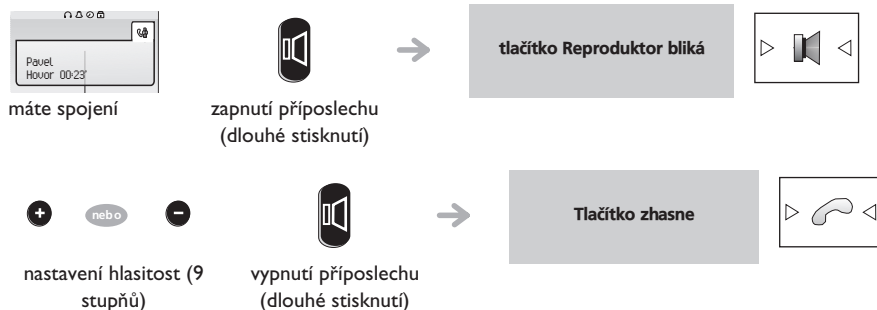 Pavel
Hovor 00:23'
máte spojení
zapnutí příposlechu
(dlouhé stisknutí)
tlačítko Reproduktor bliká
nebo
nastavení hlasitost (9
stupňů)
vypnutí příposlechu
(dlouhé stisknutí)
Tlačítko zhasne